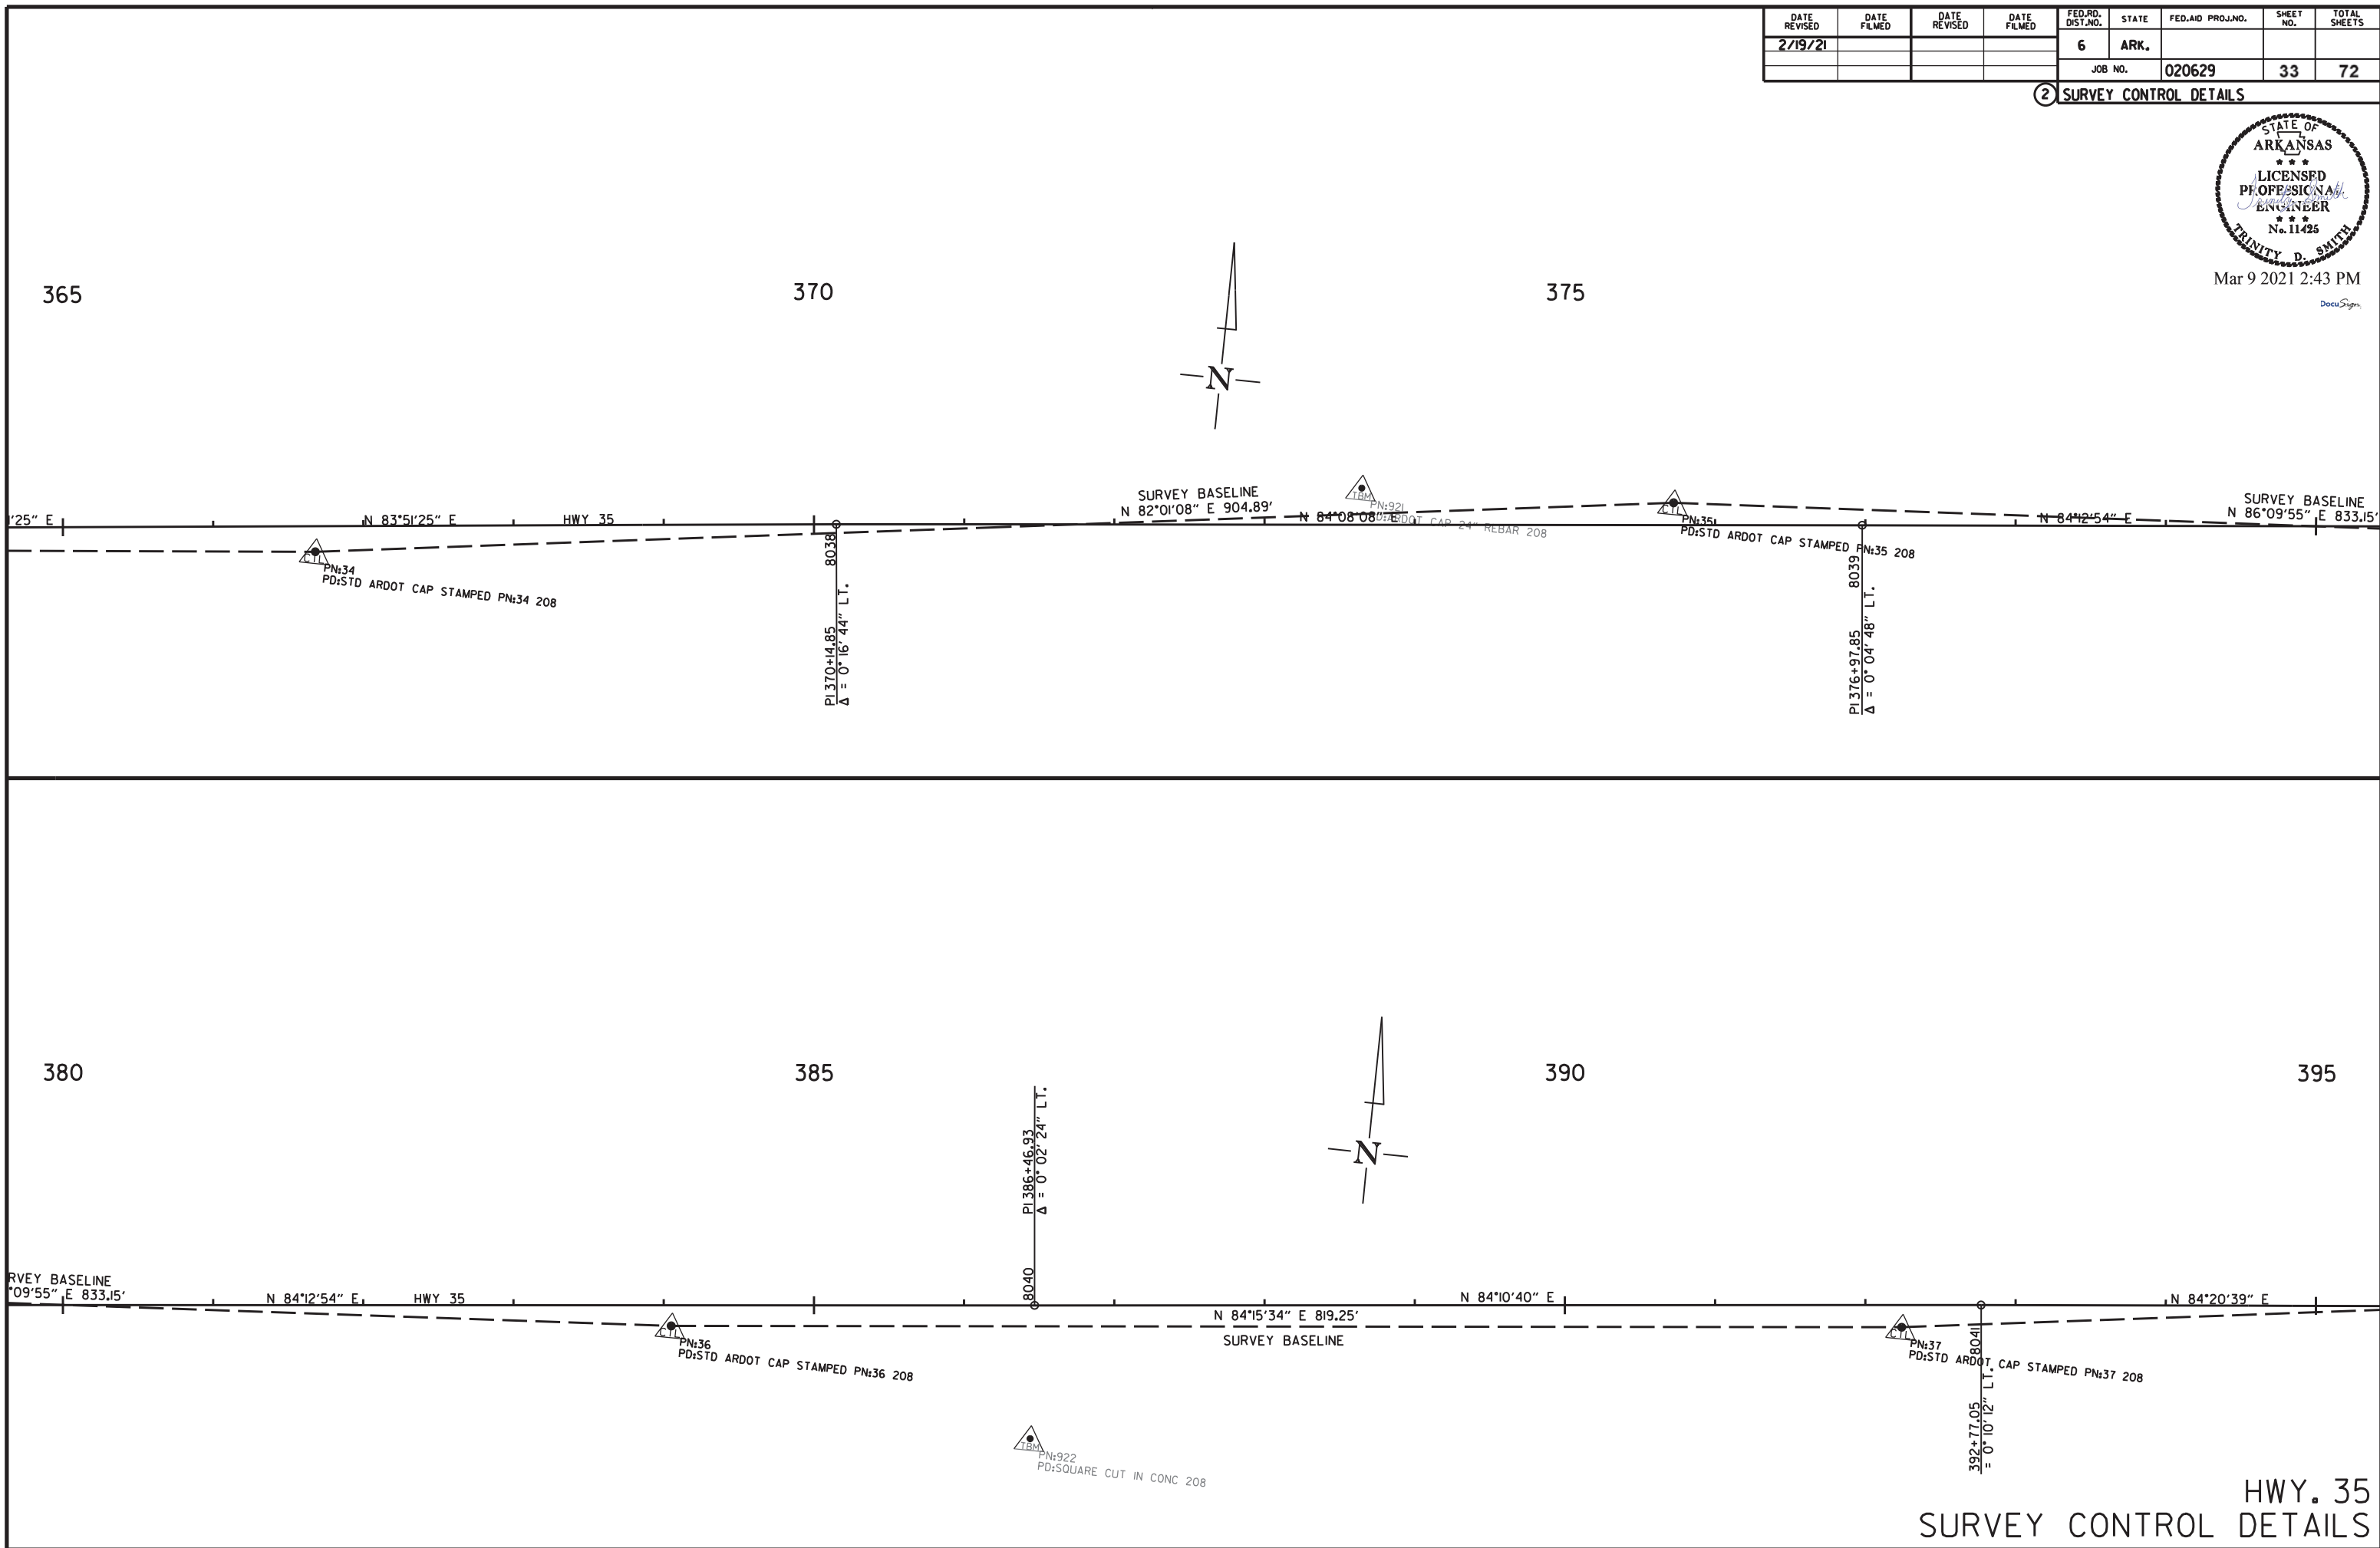 DATE REVISED
DATE FILMED
DATE REVISED
DATE FILMED
FED.RD. DIST.NO.
STATE
FED.AID PROJ.NO.
SHEET NO.
TOTAL SHEETS
2/19/21
6
ARK.
JOB NO.
020629
33
72
2
SURVEY CONTROL DETAILS
STATE OF
ARKANSAS
* * *
LICENSED
PROFESSIONAL
ENGINEER
* * *
No. 11425
TRINITY D. SMITH
Mar 9 2021 2:43 PM
DocuSign
365
370
375
N
SURVEY BASELINE
N 82°01'08" E 904.89'
SURVEY BASELINE
N 86°09'55" E 833.15'
'25" E
N 83°51'25" E
HWY 35
N 84°08'08" E
N 84°12'54" E
CTL
PN:34
PD:STD ARDOT CAP STAMPED PN:34 208
TBM
PN:921
PD:ARDOT CAP 24" REBAR 208
CTL
PN:35
PD:STD ARDOT CAP STAMPED PN:35 208
8038
PI 370+14.85
Δ = 0° 16' 44" LT.
8039
PI 376+97.85
Δ = 0° 04' 48" LT.
380
385
390
395
N
PI 386+46.93
Δ = 0° 02' 24" LT.
8040
RVEY BASELINE
°09'55" E 833.15'
N 84°12'54" E
HWY 35
N 84°10'40" E
N 84°20'39" E
N 84°15'34" E 819.25'
SURVEY BASELINE
CTL
PN:36
PD:STD ARDOT CAP STAMPED PN:36 208
CTL
PN:37
PD:STD ARDOT CAP STAMPED PN:37 208
8041
392+77.05
= 0° 10' 12" LT.
TBM
PN:922
PD:SQUARE CUT IN CONC 208
HWY. 35
SURVEY CONTROL DETAILS